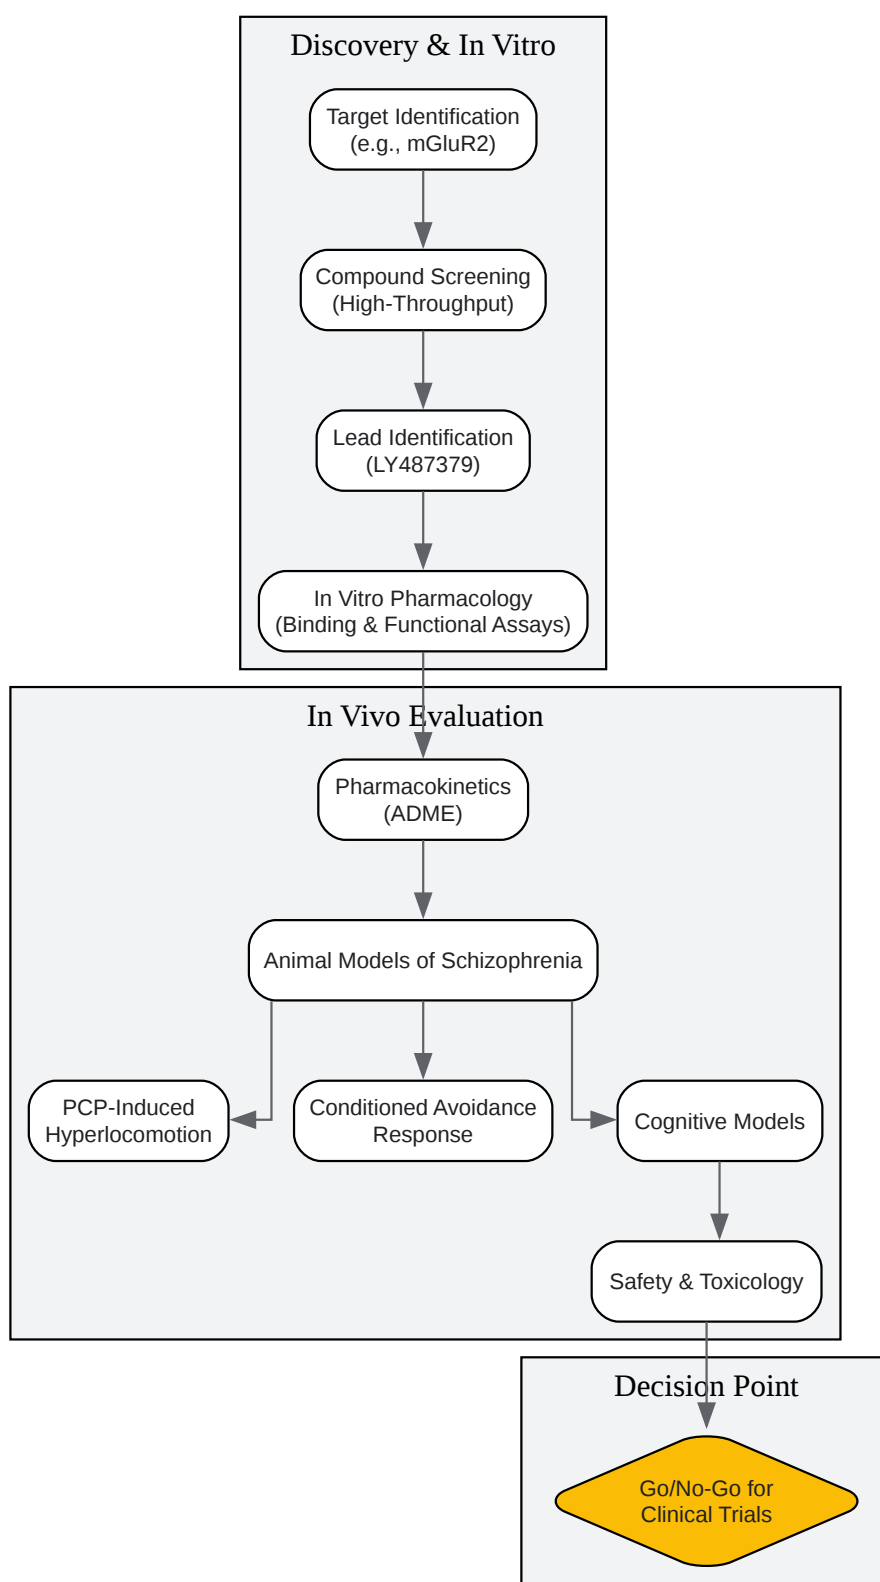 Discovery & In Vitro
Target Identification
(e.g., mGluR2)
Compound Screening
(High-Throughput)
Lead Identification
(LY487379)
In Vitro Pharmacology
(Binding & Functional Assays)
In Vivo Evaluation
Pharmacokinetics
(ADME)
Animal Models of Schizophrenia
PCP-Induced
Hyperlocomotion
Conditioned Avoidance
Response
Cognitive Models
Safety & Toxicology
Decision Point
Go/No-Go for
Clinical Trials